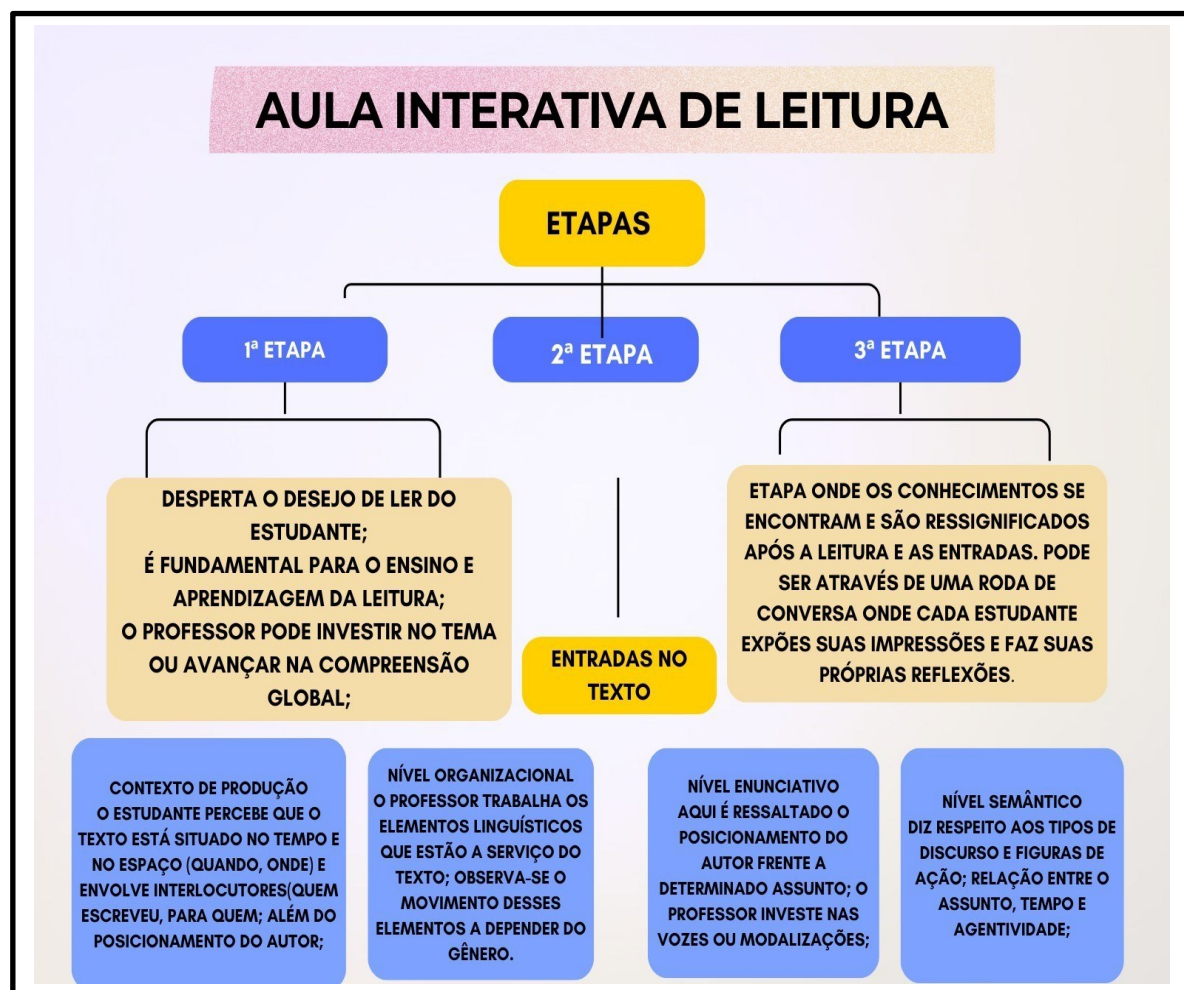 AULA INTERATIVA DE LEITURA
ETAPAS
1ª ETAPA
2ª ETAPA
3ª ETAPA
DESPERTA O DESEJO DE LER DO
ESTUDANTE;
É FUNDAMENTAL PARA O ENSINO E
APRENDIZAGEM DA LEITURA;
O PROFESSOR PODE INVESTIR NO TEMA
OU AVANÇAR NA COMPREENSÃO
GLOBAL;
ENTRADAS NO
TEXTO
ETAPA ONDE OS CONHECIMENTOS SE
ENCONTRAM E SÃO RESSIGNIFICADOS
APÓS A LEITURA E AS ENTRADAS. PODE
SER ATRAVÉS DE UMA RODA DE
CONVERSA ONDE CADA ESTUDANTE
EXPÕES SUAS IMPRESSÕES E FAZ SUAS
PRÓPRIAS REFLEXÕES.
CONTEXTO DE PRODUÇÃO
O ESTUDANTE PERCEBE QUE O
TEXTO ESTÁ SITUADO NO TEMPO E
NO ESPAÇO (QUANDO, ONDE) E
ENVOLVE INTERLOCUTORES(QUEM
ESCREVEU, PARA QUEM; ALÉM DO
POSICIONAMENTO DO AUTOR;
NÍVEL ORGANIZACIONAL
O PROFESSOR TRABALHA OS
ELEMENTOS LINGUÍSTICOS
QUE ESTÃO A SERVIÇO DO
TEXTO; OBSERVA-SE O
MOVIMENTO DESSES
ELEMENTOS A DEPENDER DO
GÊNERO.
NÍVEL ENUNCIATIVO
AQUI É RESSALTADO O
POSICIONAMENTO DO
AUTOR FRENTE A
DETERMINADO ASSUNTO; O
PROFESSOR INVESTE NAS
VOZES OU MODALIZAÇÕES;
NÍVEL SEMÂNTICO
DIZ RESPEITO AOS TIPOS DE
DISCURSO E FIGURAS DE
AÇÃO; RELAÇÃO ENTRE O
ASSUNTO, TEMPO E
AGENTIVIDADE;